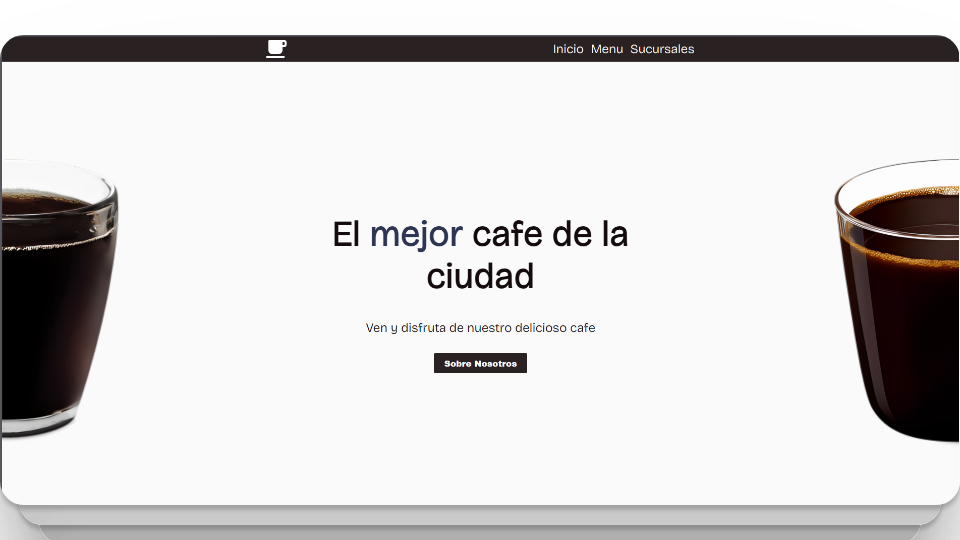 Inicio Menu Sucursales
El mejor cafe de la
ciudad
Ven y disfruta de nuestro delicioso cafe
Sobre Nosotros